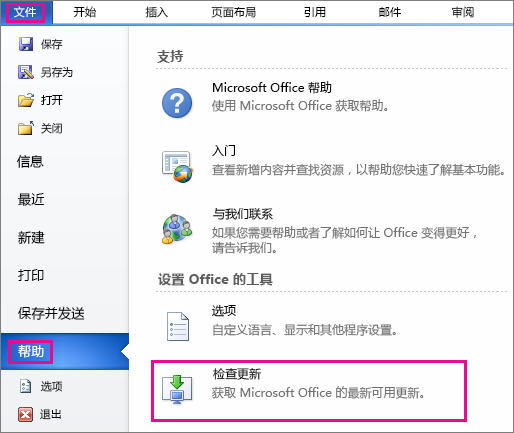 文件 开始 插入 页面布局 引用 邮件 审阅
保存
另存为
打开
关闭
信息
最近
新建
打印
保存并发送
帮助
选项
退出
支持
Microsoft Office 帮助
使用 Microsoft Office 获取帮助。
入门
查看新增内容并查找资源，以帮助您快速了解基本功能。
与我们联系
如果您需要帮助或者了解如何让 Office 变得更好，
请告诉我们。
设置 Office 的工具
选项
自定义语言、显示和其他程序设置。
检查更新
获取 Microsoft Office 的最新可用更新。